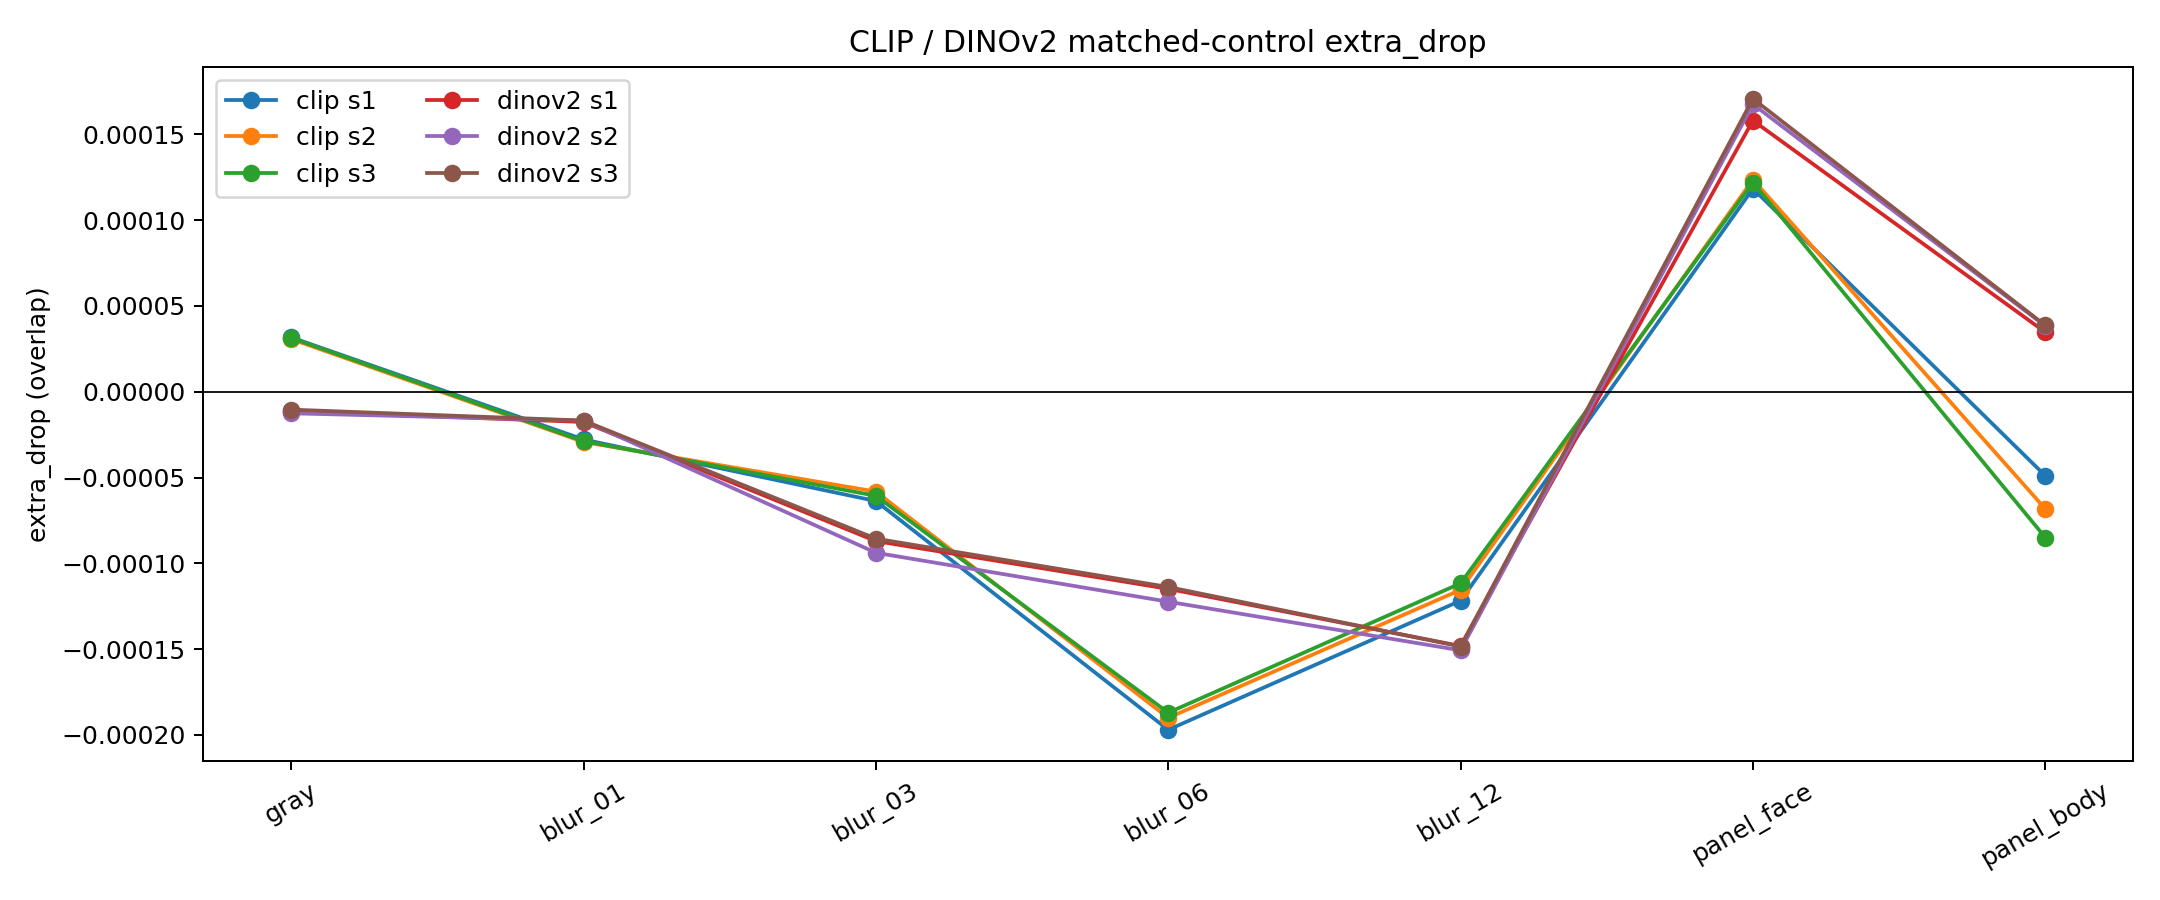 CLIP / DINOv2 matched-control extra_drop
clip s1
clip s2
clip s3
dinov2 s1
dinov2 s2
dinov2 s3
extra_drop (overlap)
0.00015
0.00010
0.00005
0.00000
−0.00005
−0.00010
−0.00015
−0.00020
gray
blur_01
blur_03
blur_06
blur_12
panel_face
panel_body